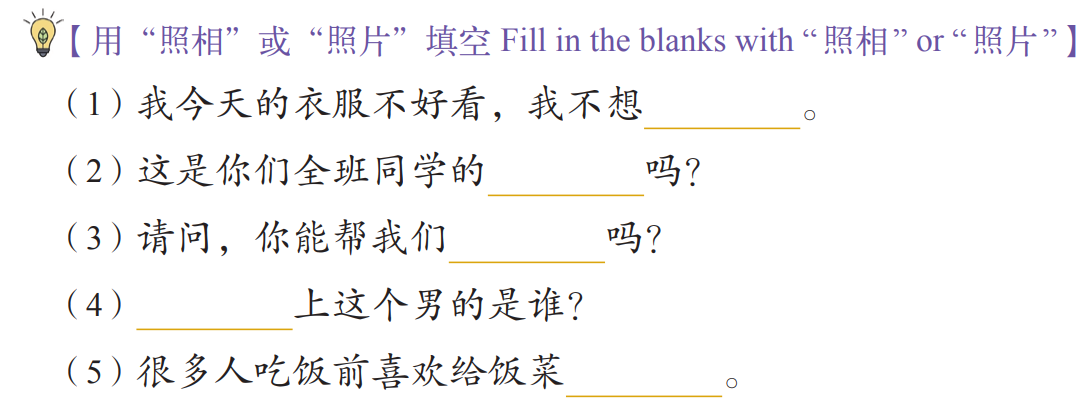 【用“照相”或“照片”填空 Fill in the blanks with “照相” or “照片”】
（1）我今天的衣服不好看，我不想________。
（2）这是你们全班同学的________吗？
（3）请问，你能帮我们________吗？
（4）________上这个男的是谁？
（5）很多人吃饭前喜欢给饭菜________。